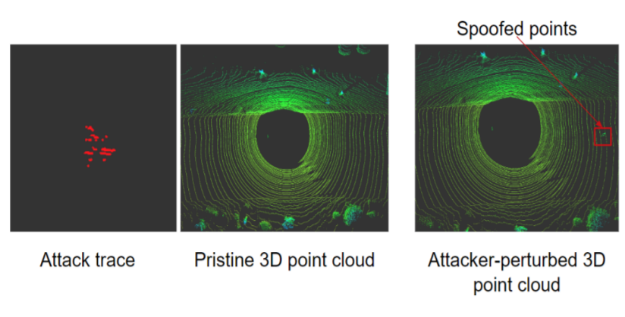 Spoofed points
Attack trace
Pristine 3D point cloud
Attacker-perturbed 3D
point cloud